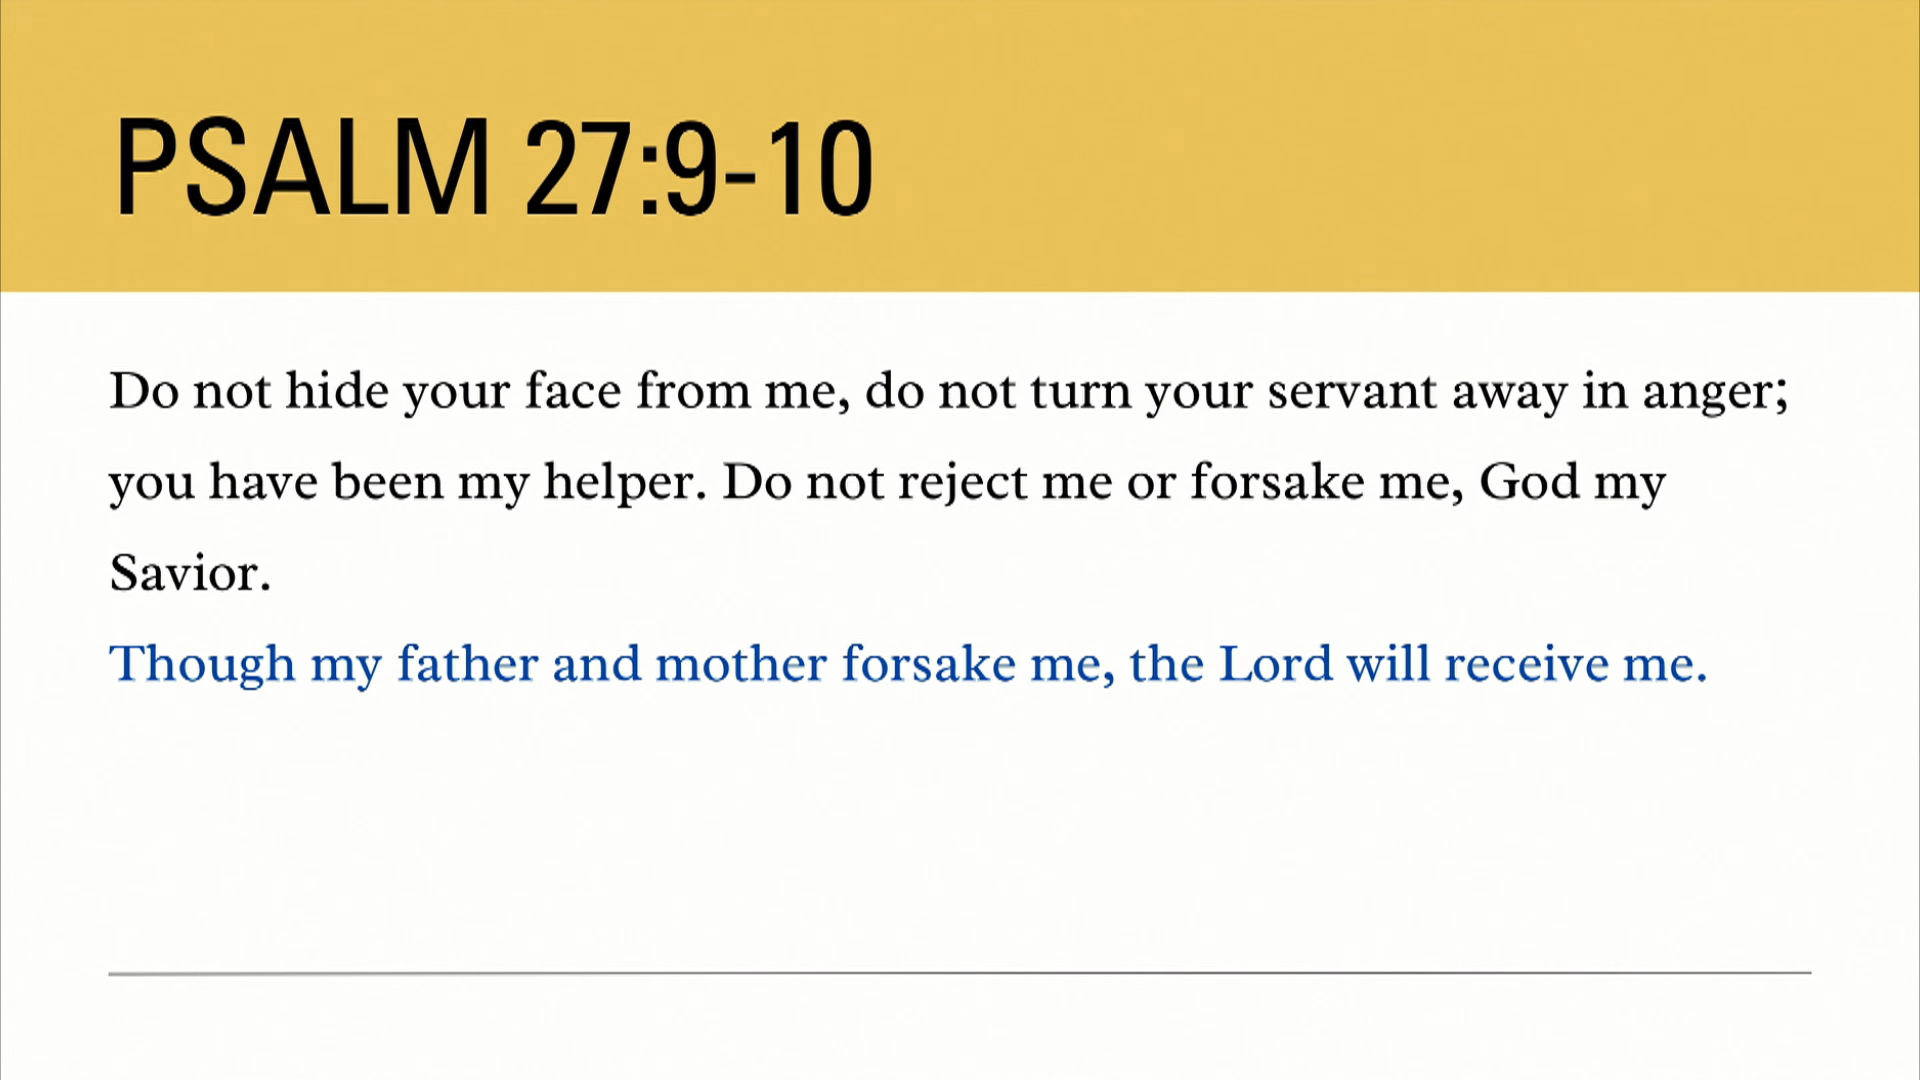 PSALM 27:9-10
Do not hide your face from me, do not turn your servant away in anger;
you have been my helper. Do not reject me or forsake me, God my
Savior.
Though my father and mother forsake me, the Lord will receive me.